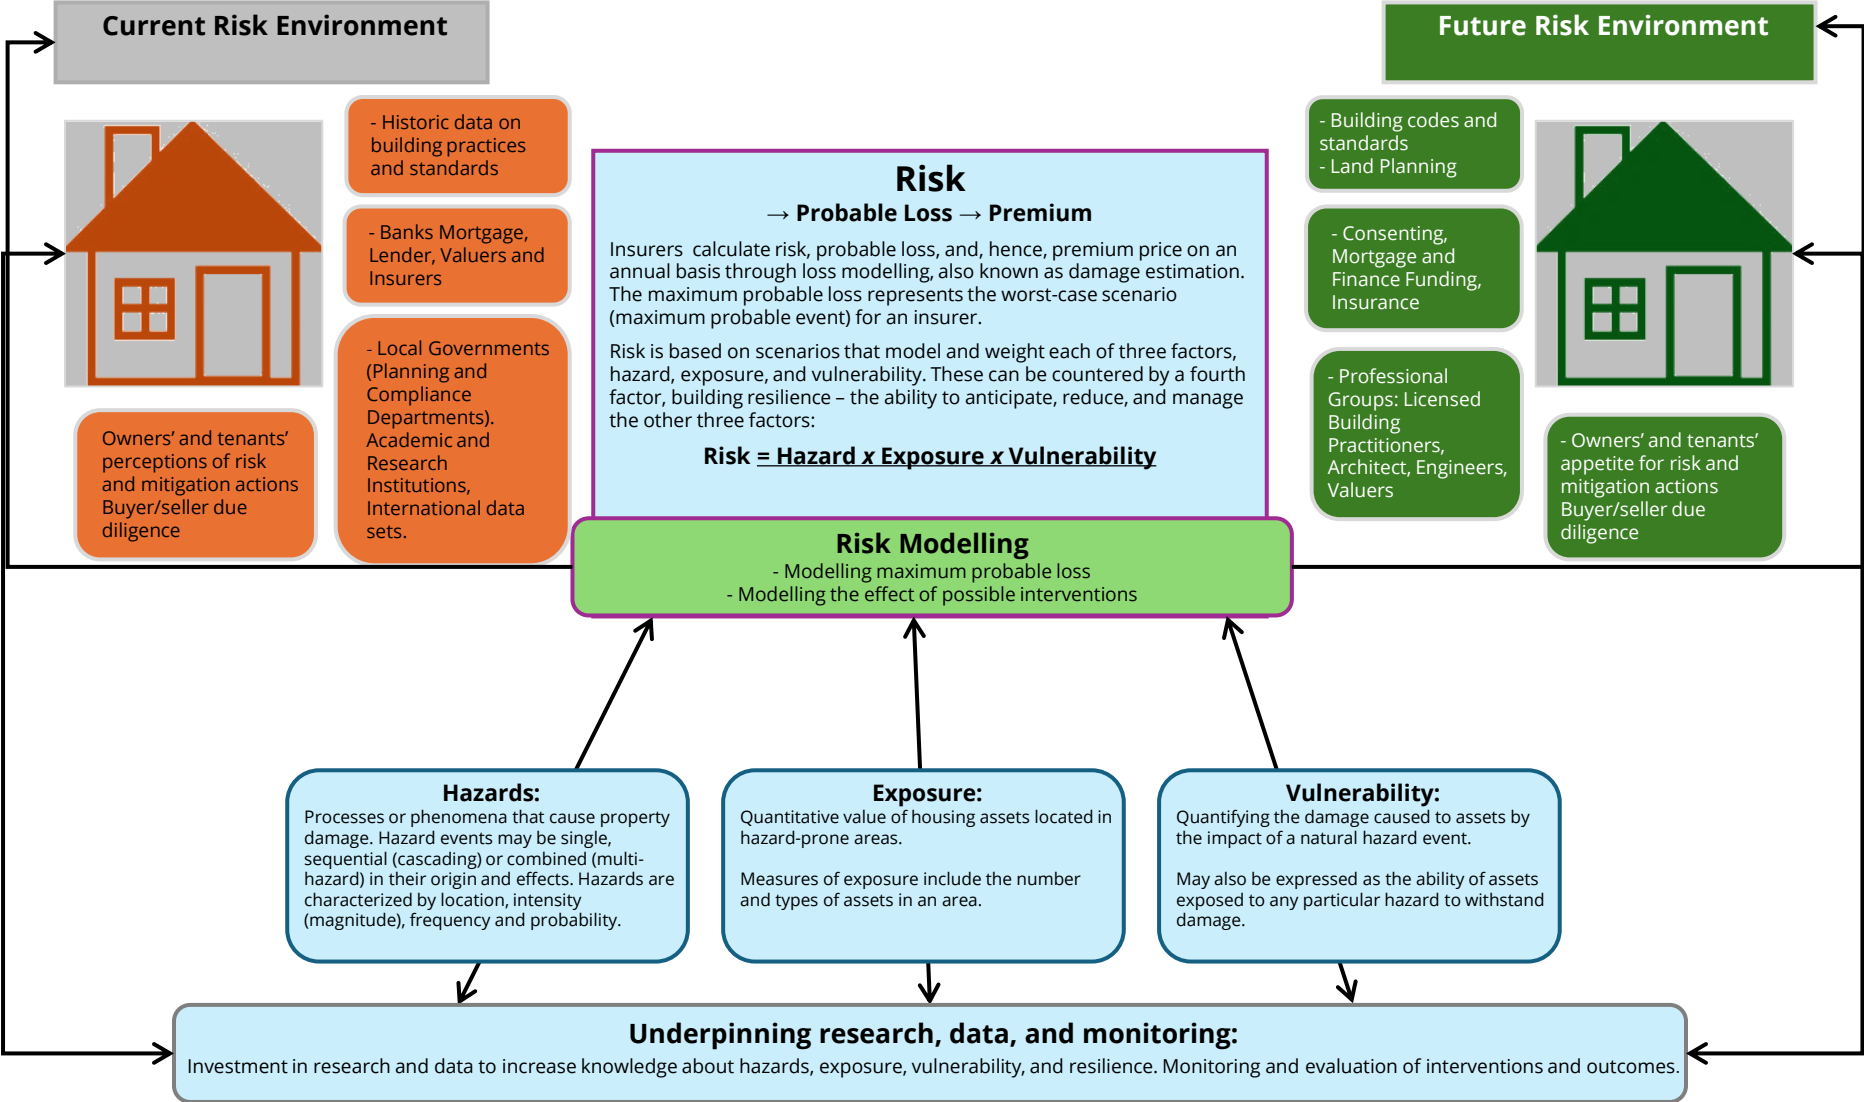 Current Risk Environment
Future Risk Environment
- Historic data on
building practices
and standards
- Banks Mortgage,
Lender, Valuers and
Insurers
- Local Governments
(Planning and
Compliance
Departments).
Academic and
Research
Institutions,
International data
sets.
Owners’ and tenants’
perceptions of risk
and mitigation actions
Buyer/seller due
diligence
Risk
→ Probable Loss → Premium
Insurers calculate risk, probable loss, and, hence, premium price on an
annual basis through loss modelling, also known as damage estimation.
The maximum probable loss represents the worst-case scenario
(maximum probable event) for an insurer.
Risk is based on scenarios that model and weight each of three factors,
hazard, exposure, and vulnerability. These can be countered by a fourth
factor, building resilience – the ability to anticipate, reduce, and manage
the other three factors:
Risk = Hazard x Exposure x Vulnerability
- Building codes and
standards
- Land Planning
- Consenting,
Mortgage and
Finance Funding,
Insurance
- Professional
Groups: Licensed
Building
Practitioners,
Architect, Engineers,
Valuers
- Owners’ and tenants’
appetite for risk and
mitigation actions
Buyer/seller due
diligence
Risk Modelling
- Modelling maximum probable loss
- Modelling the effect of possible interventions
Hazards:
Processes or phenomena that cause property
damage. Hazard events may be single,
sequential (cascading) or combined (multi-
hazard) in their origin and effects. Hazards are
characterized by location, intensity
(magnitude), frequency and probability.
Exposure:
Quantitative value of housing assets located in
hazard-prone areas.
Measures of exposure include the number
and types of assets in an area.
Vulnerability:
Quantifying the damage caused to assets by
the impact of a natural hazard event.
May also be expressed as the ability of assets
exposed to any particular hazard to withstand
damage.
Underpinning research, data, and monitoring:
Investment in research and data to increase knowledge about hazards, exposure, vulnerability, and resilience. Monitoring and evaluation of interventions and outcomes.